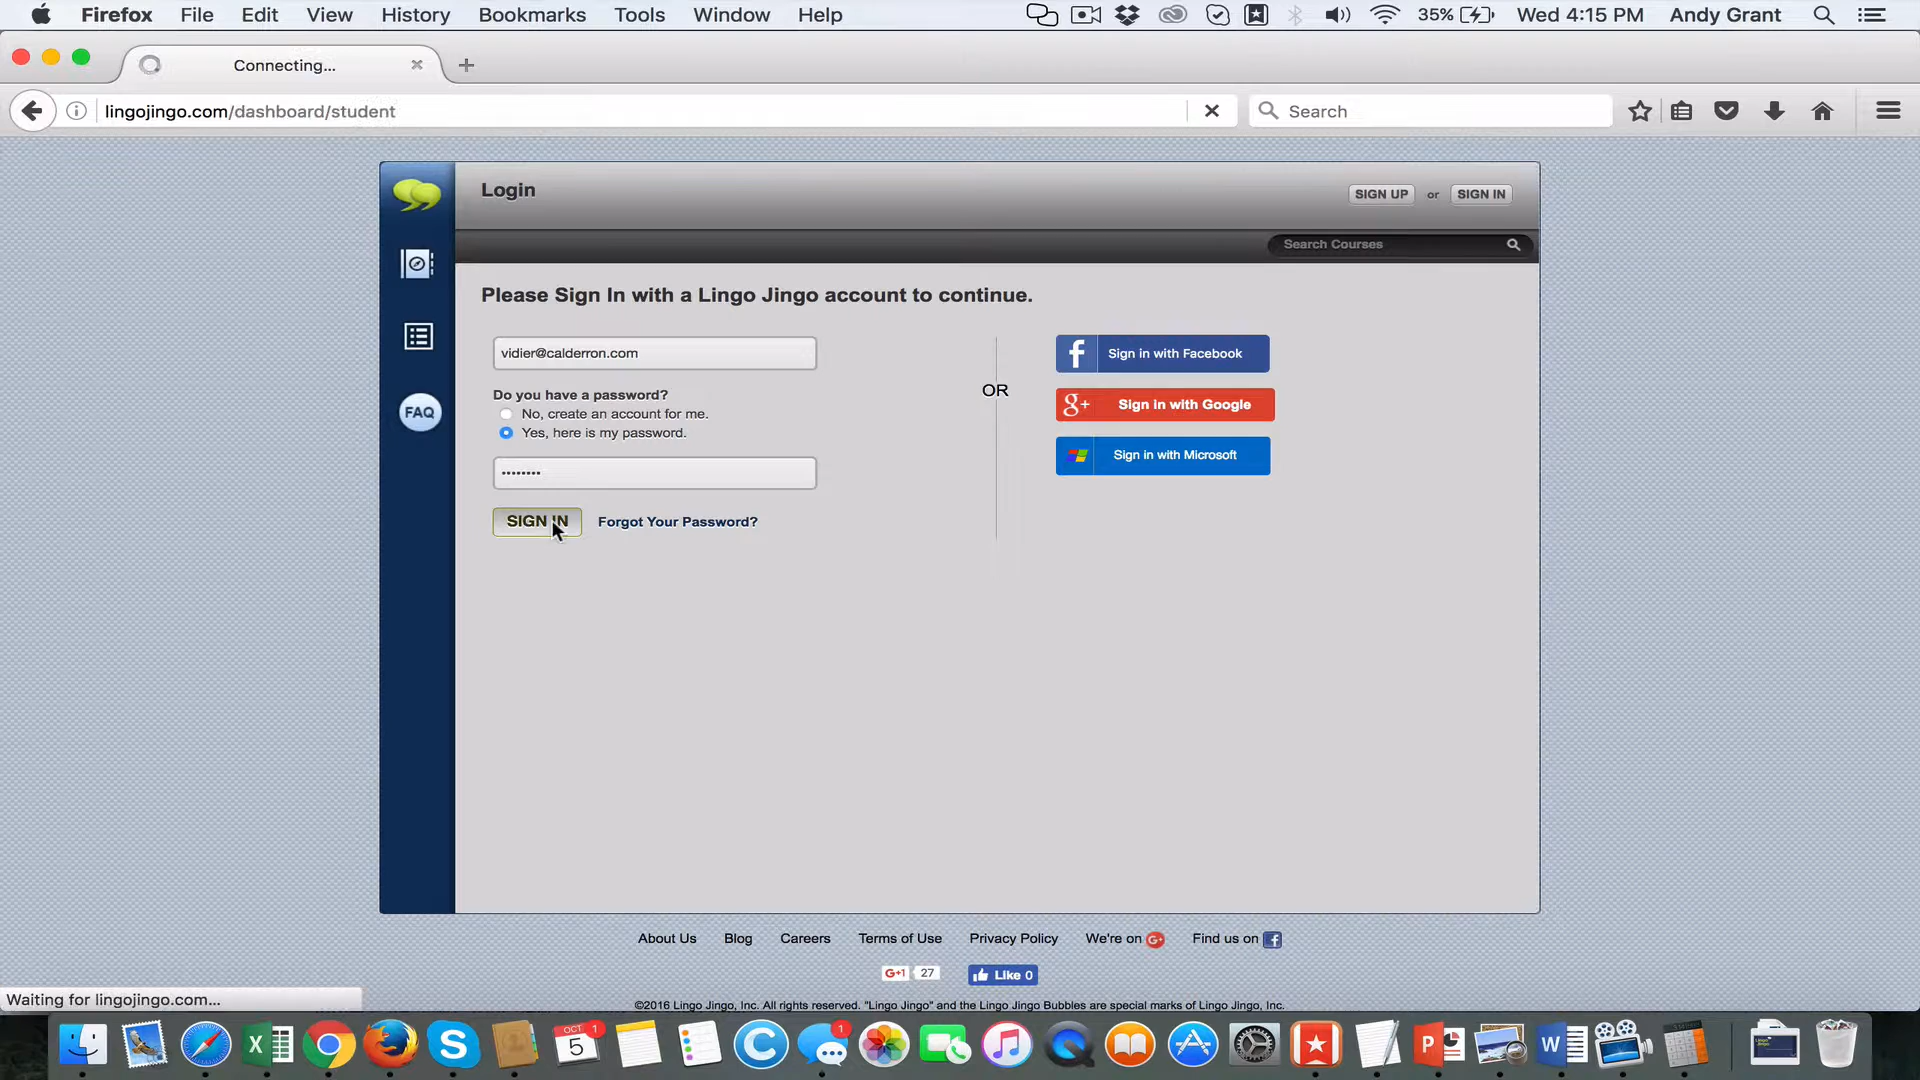 Firefox File Edit View History Bookmarks Tools Window Help 35% Wed 4:15 PM Andy Grant
Connecting...
lingojingo.com/dashboard/student Search
Login SIGN UP or SIGN IN
Search Courses
Please Sign In with a Lingo Jingo account to continue.
vidier@calderron.com
Do you have a password?
No, create an account for me.
Yes, here is my password.
••••••••
SIGN IN Forgot Your Password?
OR
f Sign in with Facebook
g+ Sign in with Google
Sign in with Microsoft
FAQ
About Us Blog Careers Terms of Use Privacy Policy We're on G+ Find us on f
G+1 27 Like 0
Waiting for lingojingo.com...
©2016 Lingo Jingo, Inc. All rights reserved. "Lingo Jingo" and the Lingo Jingo Bubbles are special marks of Lingo Jingo, Inc.
OCT 1
5
1